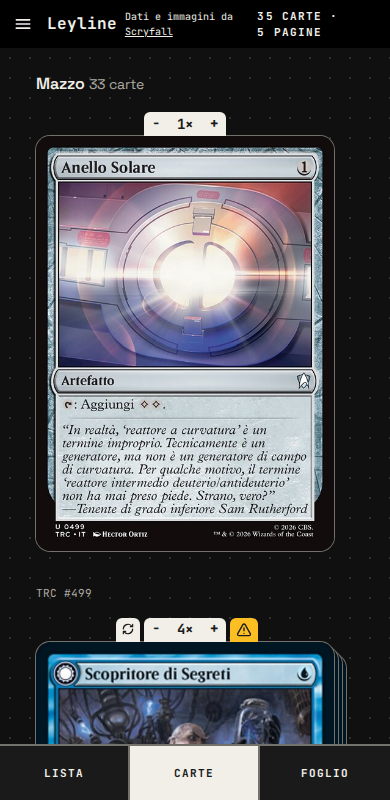 Leyline
Dati e immagini da
Scryfall
35 CARTE ·
5 PAGINE
Mazzo 33 carte
- 1× +
Anello Solare 1
Artefatto
: Aggiungi .
“In realtà, ‘reattore a curvatura’ è un
termine improprio. Tecnicamente è un
generatore, ma non è un generatore di campo
di curvatura. Per qualche motivo, il termine
‘reattore intermedio deuterio/antideuterio’
non ha mai preso piede. Strano, vero?”
—Tenente di grado inferiore Sam Rutherford
U 0499
TRC • IT Hector Ortiz
© 2026 CBS.
™ & © 2026 Wizards of the Coast
TRC #499
- 4× +
Scopritore di Segreti
LISTA
CARTE
FOGLIO